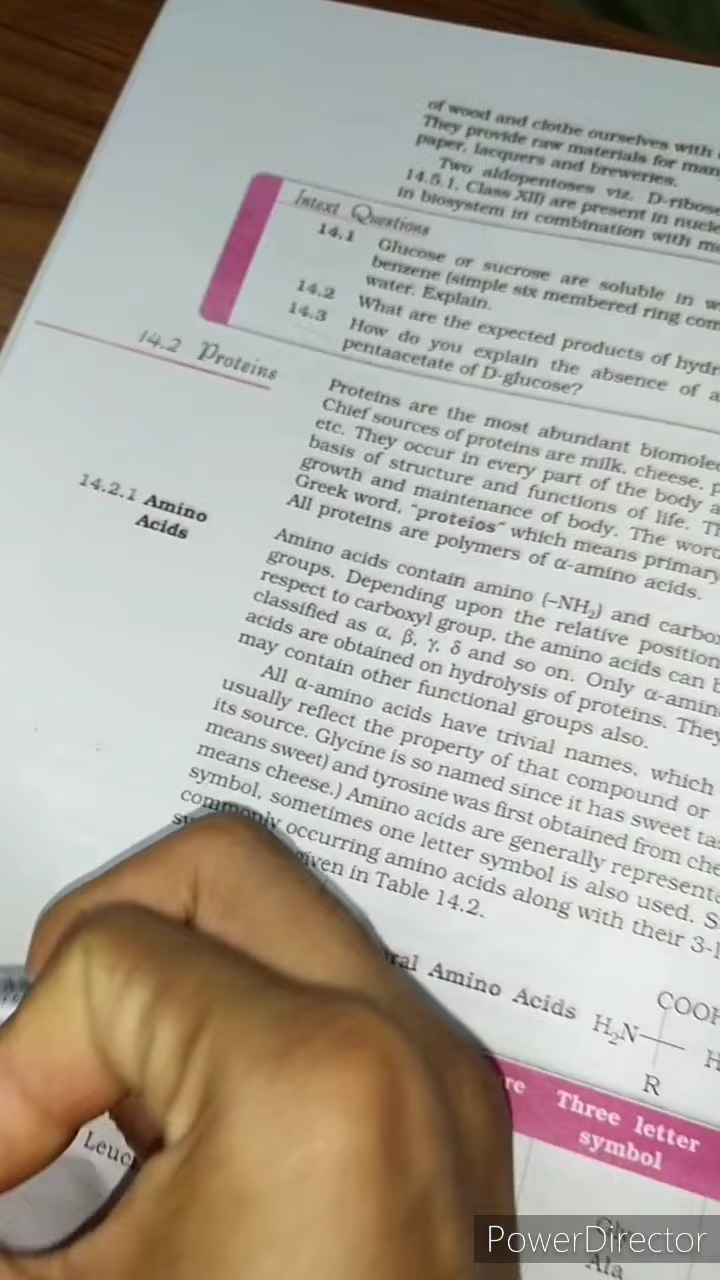 of wood and clothe ourselves with
They provide raw materials for man
paper, lacquers and breweries.
Two aldopentoses viz. D-ribose
14.5.1, Class XII) are present in nucle
in biosystem in combination with
Intext Questions
14.1 Glucose or sucrose are soluble in w
benzene (simple six membered ring com
water. Explain.
14.2 What are the expected products of hydr
14.3 How do you explain the absence of a
pentaacetate of D-glucose?
14.2 Proteins
Proteins are the most abundant biomolec
Chief sources of proteins are milk, cheese, p
etc. They occur in every part of the body a
basis of structure and functions of life. Th
growth and maintenance of body. The word
Greek word, "proteios" which means primary
All proteins are polymers of α-amino acids.
14.2.1 Amino
Acids
Amino acids contain amino (–NH₂) and carbox
groups. Depending upon the relative position
respect to carboxyl group, the amino acids can b
classified as α, β, γ, δ and so on. Only α-amin
acids are obtained on hydrolysis of proteins. They
may contain other functional groups also.
All α-amino acids have trivial names, which
usually reflect the property of that compound or
its source. Glycine is so named since it has sweet tas
means sweet) and tyrosine was first obtained from che
means cheese.) Amino acids are generally represente
symbol, sometimes one letter symbol is also used. S
commonly occurring amino acids along with their 3-l
given in Table 14.2.
ral Amino Acids
COOH
H₂N
H
R
re Three letter
symbol
Gly
Ala
Leuci
PowerDirector